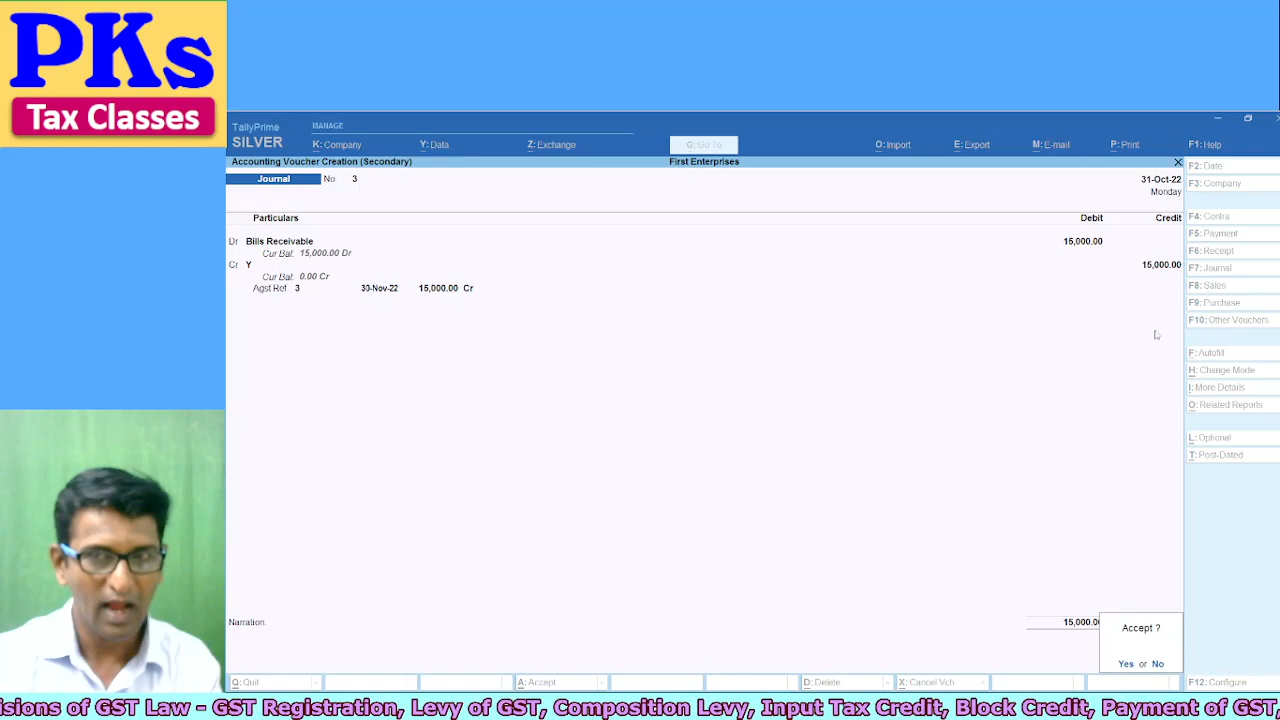 PKs
Tax Classes
TallyPrime
SILVER
MANAGE
K: Company
Y: Data
Z: Exchange
G: Go To
O: Import
E: Export
M: E-mail
P: Print
F1: Help
Accounting Voucher Creation (Secondary)
First Enterprises
Journal No. 3
31-Oct-22
Monday
Particulars Debit Credit
Dr Bills Receivable 15,000.00
Cur Bal: 15,000.00 Dr
Cr Y 15,000.00
Cur Bal: 0.00 Cr
Agst Ref 3 30-Nov-22 15,000.00 Cr
F2: Date
F3: Company
F4: Contra
F5: Payment
F6: Receipt
F7: Journal
F8: Sales
F9: Purchase
F10: Other Vouchers
F: Autofill
H: Change Mode
I: More Details
O: Related Reports
L: Optional
T: Post-Dated
Narration: 15,000.00
Accept ?
Yes or No
Q: Quit
A: Accept
D: Delete
X: Cancel Vch
F12: Configure
isions of GST Law - GST Registration, Levy of GST, Composition Levy, Input Tax Credit, Block Credit, Payment of GST,